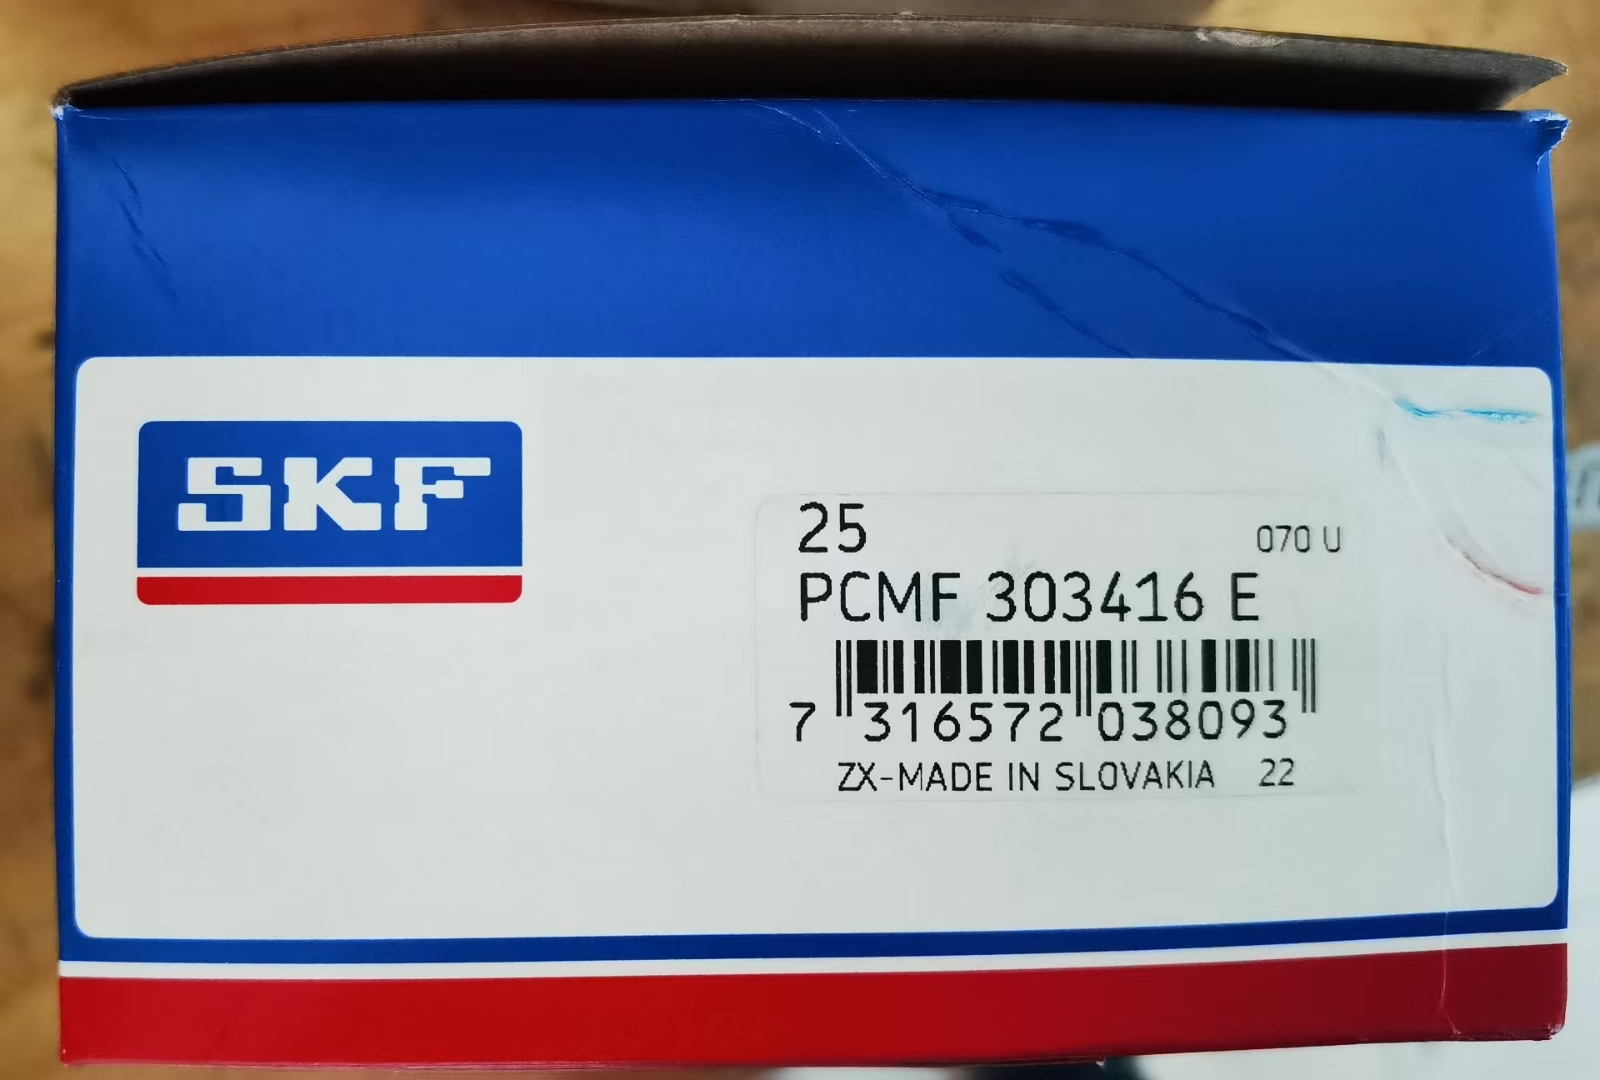 SKF
25 070 U
PCMF 303416 E
7 316572 038093
ZX-MADE IN SLOVAKIA 22